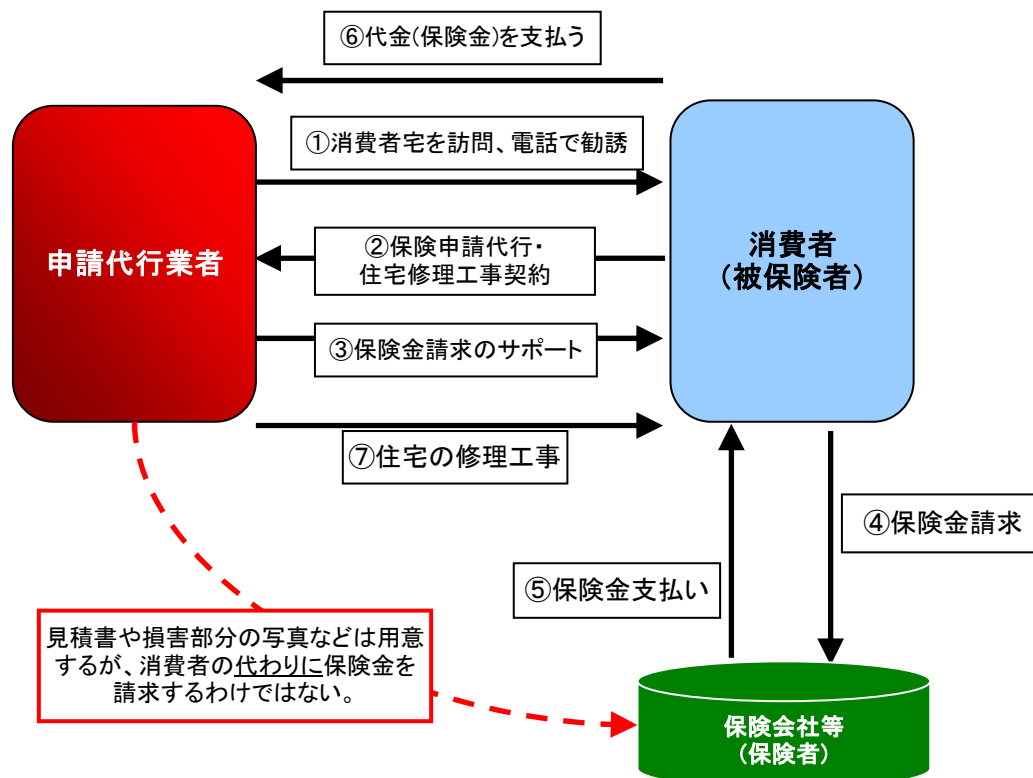 ⑥代金(保険金)を支払う
①消費者宅を訪問、電話で勧誘
申請代行業者
②保険申請代行・
住宅修理工事契約
消費者
(被保険者)
③保険金請求のサポート
⑦住宅の修理工事
④保険金請求
⑤保険金支払い
見積書や損害部分の写真などは用意
するが、消費者の代わりに保険金を
請求するわけではない。
保険会社等
(保険者)